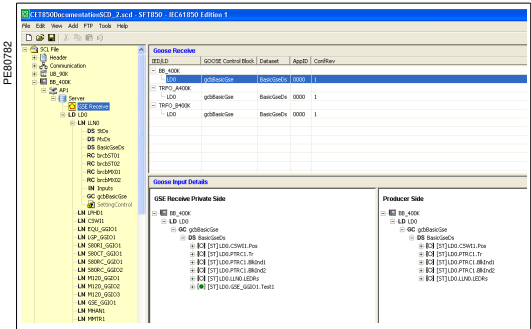 CET850DocumentationSCD_2.scd - SFT850 - IEC61850 Edition 1
File Edit View Add FTP Tools Help
PE80782
SCL File
Header
Communication
UB_90K
BB_400K
AP1
Server
GSE Receive
LD LD0
LN LLN0
DS StDs
DS MxDs
DS BasicGseDs
RC brcbST01
RC brcbST02
RC brcbMX01
RC brcbMX02
IN Inputs
GC gcbBasicGse
SettingControl
LN LPHD1
LN CSWI1
LN EQU_GGIO1
LN LGP_GGIO1
LN S80RI_GGIO1
LN S80CT_GGIO1
LN S80RC_GGIO1
LN S80RC_GGIO2
LN M120_GGIO1
LN M120_GGIO2
LN M120_GGIO3
LN GSE_GGIO1
LN MHAN1
LN MMTR1
Goose Receive
IED/LD GOOSE Control Block Dataset AppID ConfRev
BB_400K
LD0 gcbBasicGse BasicGseDs 0000 1
TRFO_A400K
LD0 gcbBasicGse BasicGseDs 0000 1
TRFO_B400K
LD0 gcbBasicGse BasicGseDs 0000 1
Goose Input Details
GSE Receive Private Side
BB_400K
LD LD0
GC gcbBasicGse
DS BasicGseDs
[ST] LD0.CSWI1.Pos
[ST] LD0.PTRC1.Tr
[ST] LD0.PTRC1.BlkInd1
[ST] LD0.PTRC1.BlkInd2
[ST] LD0.LLN0.LEDRs
[ST] LD0.GSE_GGIO1.Test1
Producer Side
BB_400K
LD LD0
GC gcbBasicGse
DS BasicGseDs
[ST] LD0.CSWI1.Pos
[ST] LD0.PTRC1.Tr
[ST] LD0.PTRC1.BlkInd1
[ST] LD0.PTRC1.BlkInd2
[ST] LD0.LLN0.LEDRs